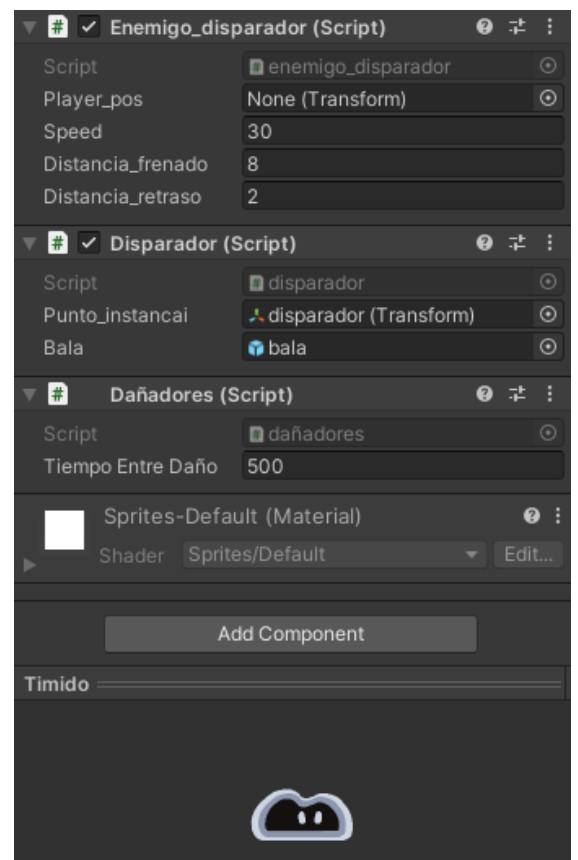 Enemigo_disparador (Script)
Script enemigo_disparador
Player_pos None (Transform)
Speed 30
Distancia_frenado 8
Distancia_retraso 2
Disparador (Script)
Script disparador
Punto_instancai disparador (Transform)
Bala bala
Dañadores (Script)
Script dañadores
Tiempo Entre Daño 500
Sprites-Default (Material)
Shader Sprites/Default Edit...
Add Component
Timido